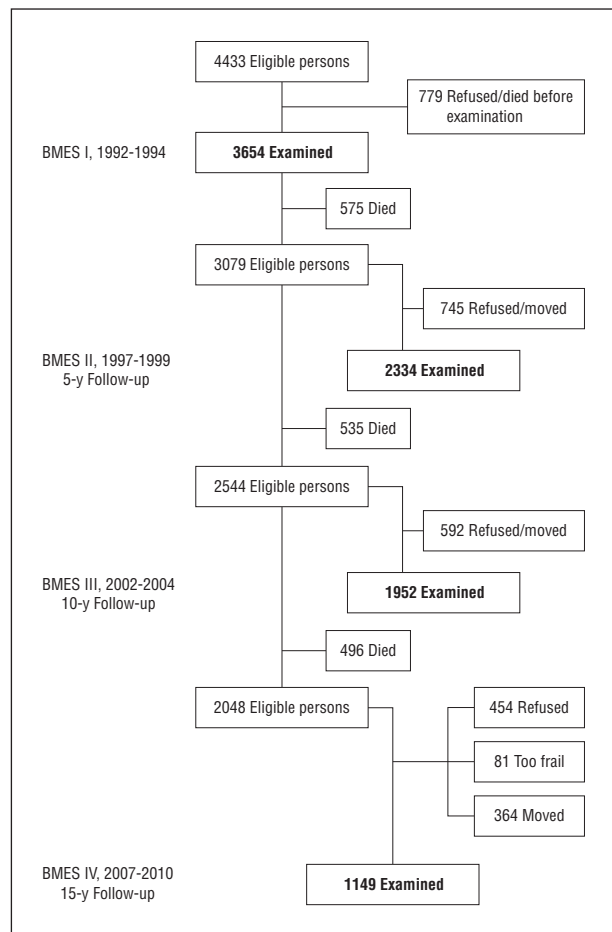 4433 Eligible persons
779 Refused/died before
examination
BMES I, 1992-1994
3654 Examined
575 Died
3079 Eligible persons
745 Refused/moved
BMES II, 1997-1999
5-y Follow-up
2334 Examined
535 Died
2544 Eligible persons
592 Refused/moved
BMES III, 2002-2004
10-y Follow-up
1952 Examined
496 Died
2048 Eligible persons
454 Refused
81 Too frail
364 Moved
BMES IV, 2007-2010
15-y Follow-up
1149 Examined